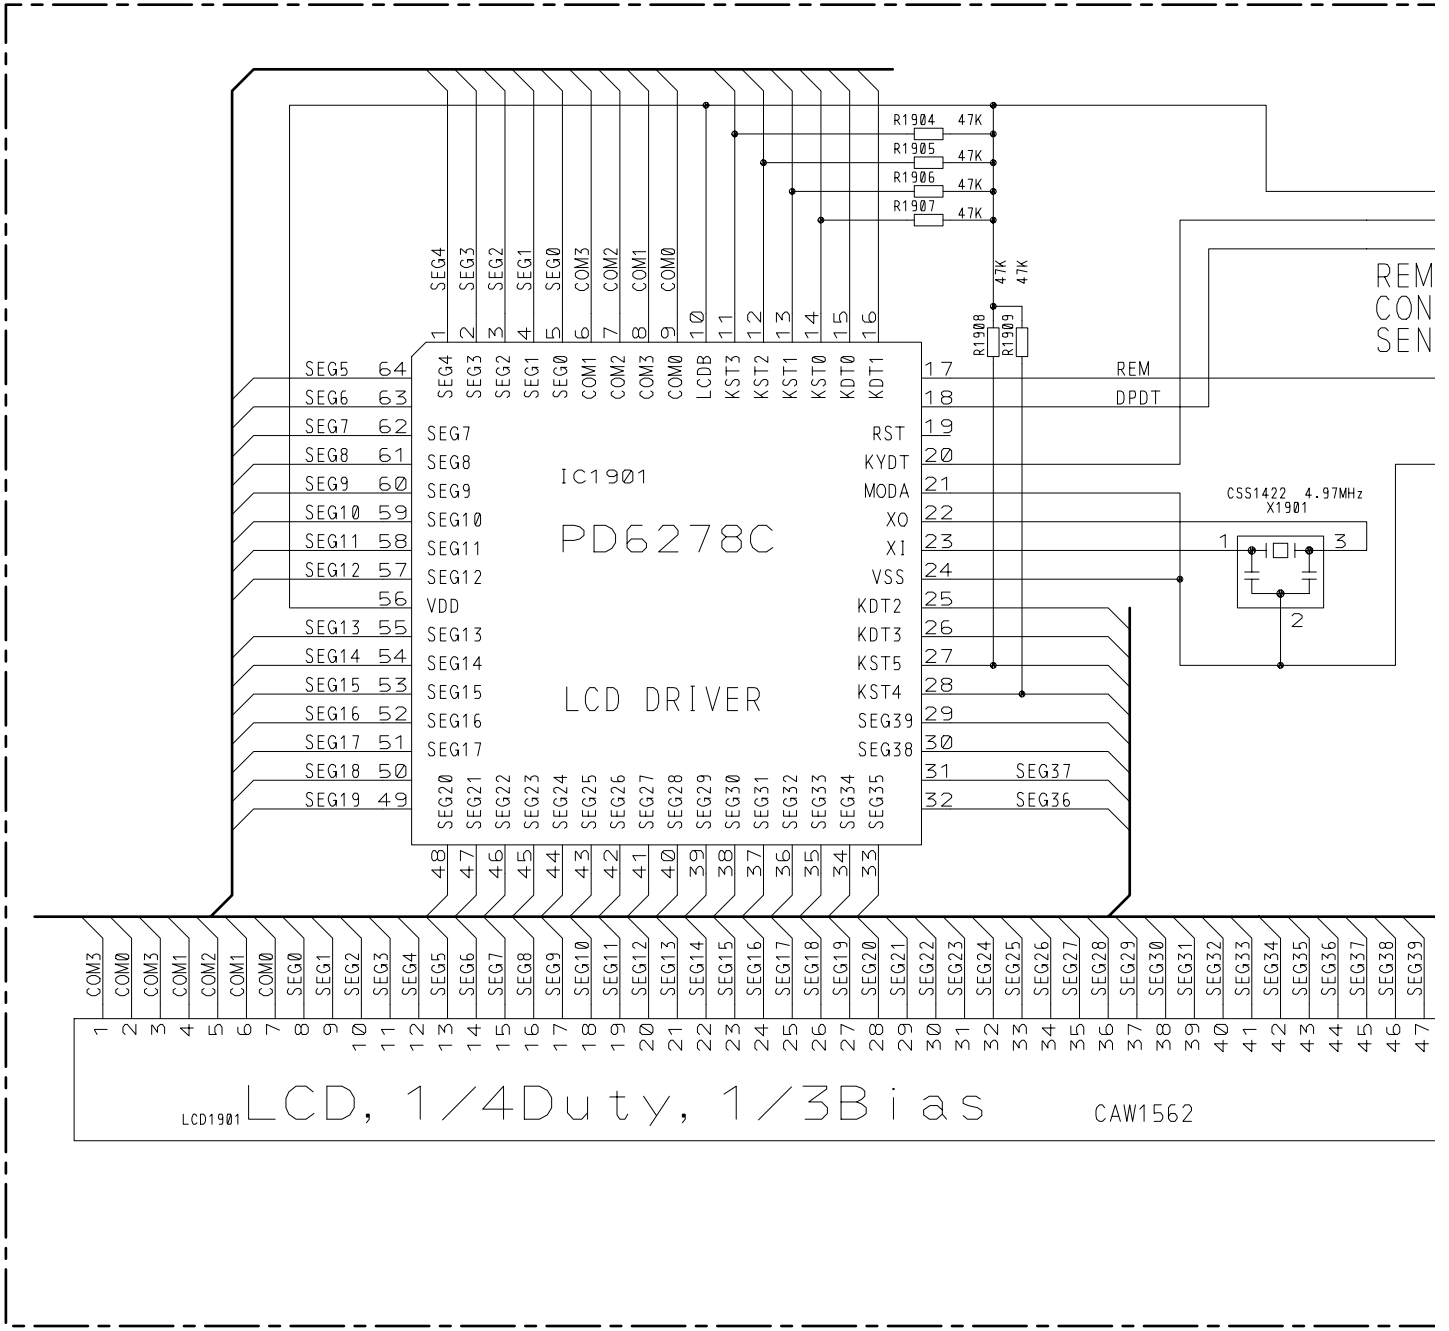 R1904 47K
R1905 47K
R1906 47K
R1907 47K
SEG4 SEG3 SEG2 SEG1 SEG0 COM3 COM2 COM1 COM0
1 2 3 4 5 6 7 8 9 10 11 12 13 14 15 16
47K 47K
R1908 R1909
REM
CON
SEN
SEG4 SEG3 SEG2 SEG1 SEG0 COM1 COM2 COM3 COM0 LCDB KST3 KST2 KST1 KST0 KDT0 KDT1
SEG5 64 17 REM
SEG6 63 18 DPDT
SEG7 62 SEG7 RST 19
SEG8 61 SEG8 KYDT 20
SEG9 60 SEG9 MODA 21
SEG10 59 SEG10 XO 22
SEG11 58 SEG11 XI 23
SEG12 57 SEG12 VSS 24
56 VDD KDT2 25
SEG13 55 SEG13 KDT3 26
SEG14 54 SEG14 KST5 27
SEG15 53 SEG15 KST4 28
SEG16 52 SEG16 SEG39 29
SEG17 51 SEG17 SEG38 30
SEG18 50 31 SEG37
SEG19 49 32 SEG36
IC1901
PD6278C
LCD DRIVER
CSS1422 4.97MHz
X1901
1 3
2
SEG20 SEG21 SEG22 SEG23 SEG24 SEG25 SEG26 SEG27 SEG28 SEG29 SEG30 SEG31 SEG32 SEG33 SEG34 SEG35
48 47 46 45 44 43 42 41 40 39 38 37 36 35 34 33
COM3 COM0 COM3 COM1 COM2 COM1 COM0 SEG0 SEG1 SEG2 SEG3 SEG4 SEG5 SEG6 SEG7 SEG8 SEG9 SEG10 SEG11 SEG12 SEG13 SEG14 SEG15 SEG16 SEG17 SEG18 SEG19 SEG20 SEG21 SEG22 SEG23 SEG24 SEG25 SEG26 SEG27 SEG28 SEG29 SEG30 SEG31 SEG32 SEG33 SEG34 SEG35 SEG36 SEG37 SEG38 SEG39
1 2 3 4 5 6 7 8 9 10 11 12 13 14 15 16 17 18 19 20 21 22 23 24 25 26 27 28 29 30 31 32 33 34 35 36 37 38 39 40 41 42 43 44 45 46 47
LCD1901 LCD, 1/4Duty, 1/3Bias CAW1562